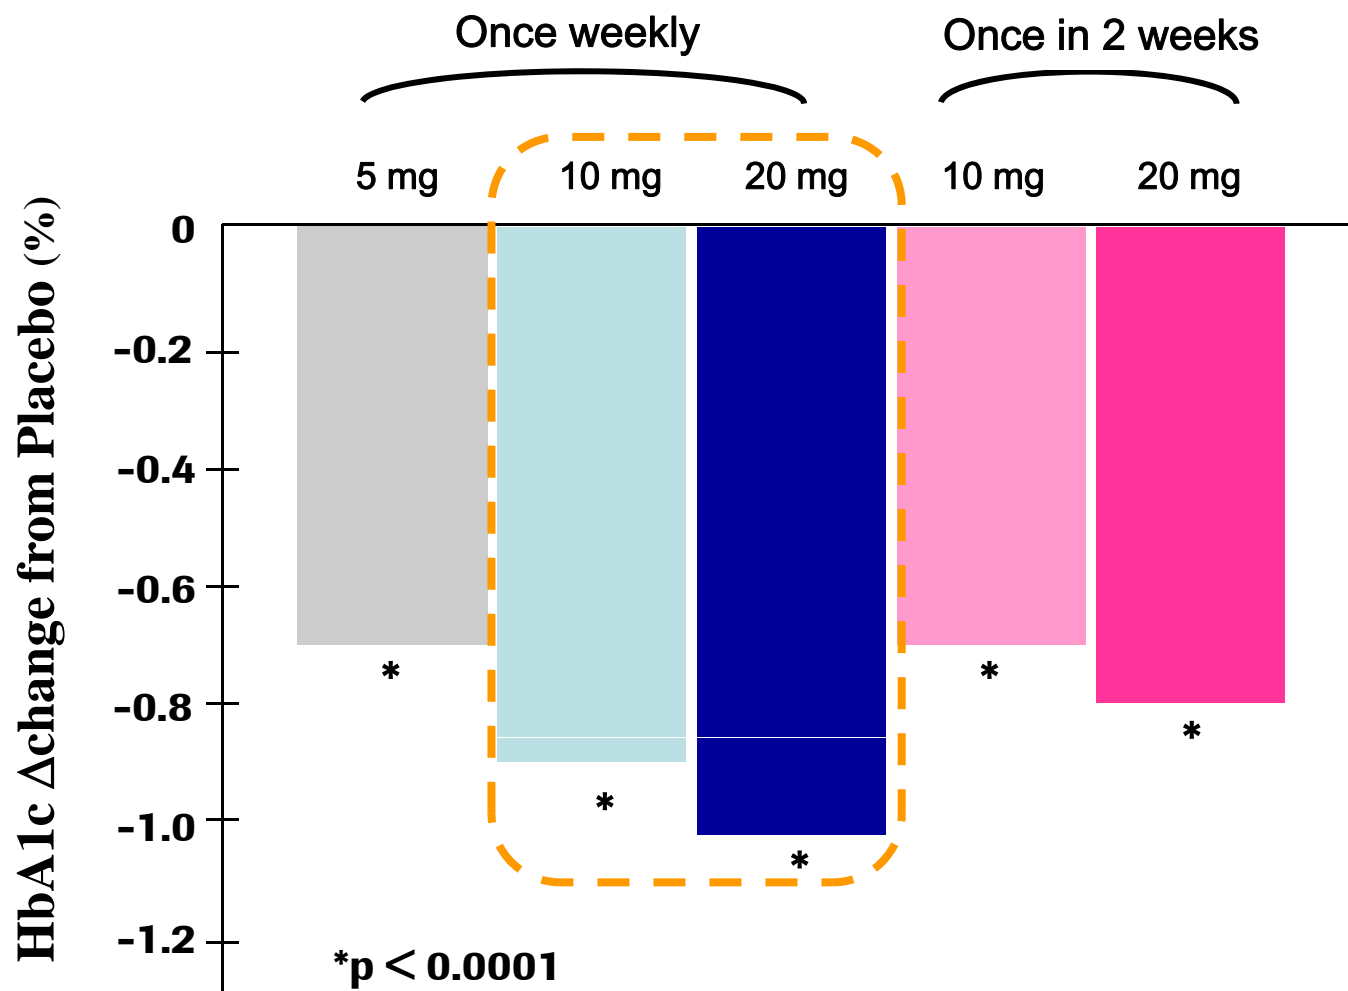 Once weekly
Once in 2 weeks
5 mg
10 mg
20 mg
10 mg
20 mg
HbA1c Δchange from Placebo (%)
0
-0.2
-0.4
-0.6
-0.8
-1.0
-1.2
*
*
*
*
*
*p < 0.0001